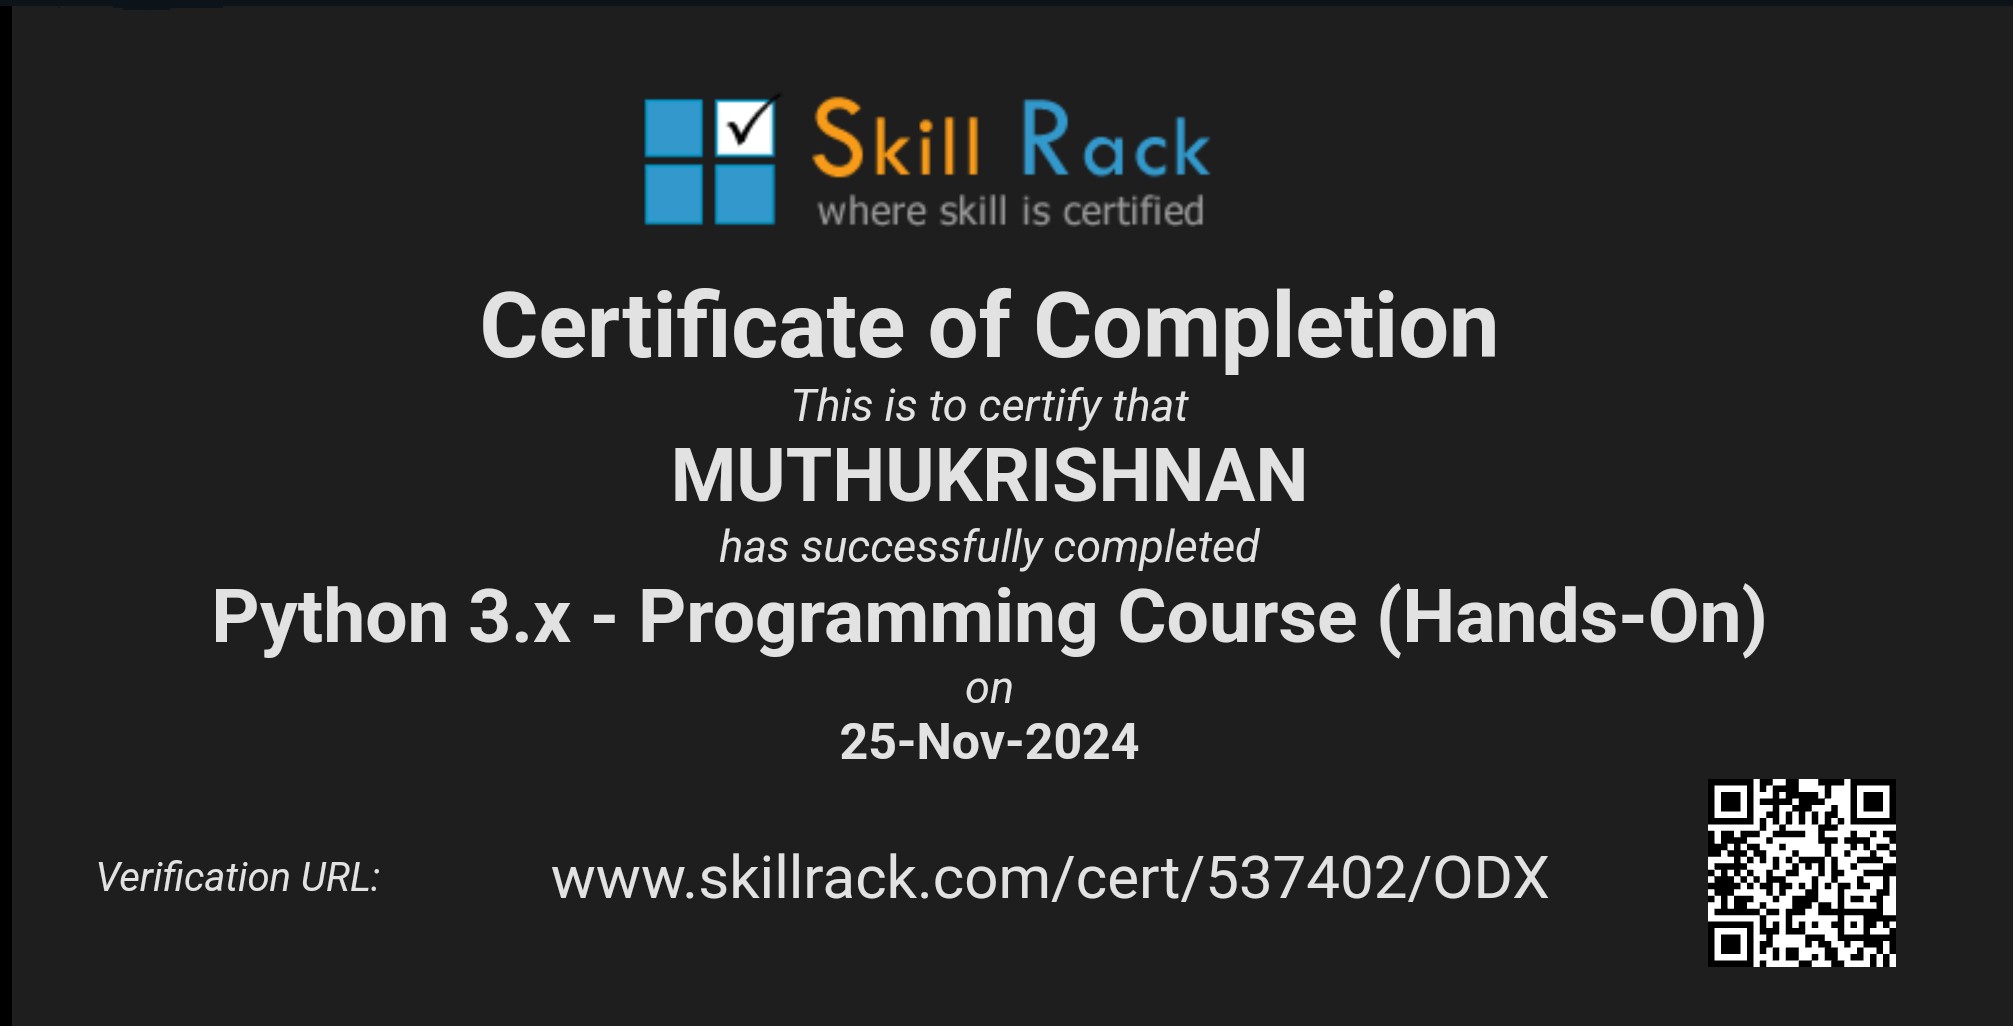 Skill Rack
where skill is certified
Certificate of Completion
This is to certify that
MUTHUKRISHNAN
has successfully completed
Python 3.x - Programming Course (Hands-On)
on
25-Nov-2024
Verification URL: www.skillrack.com/cert/537402/ODX